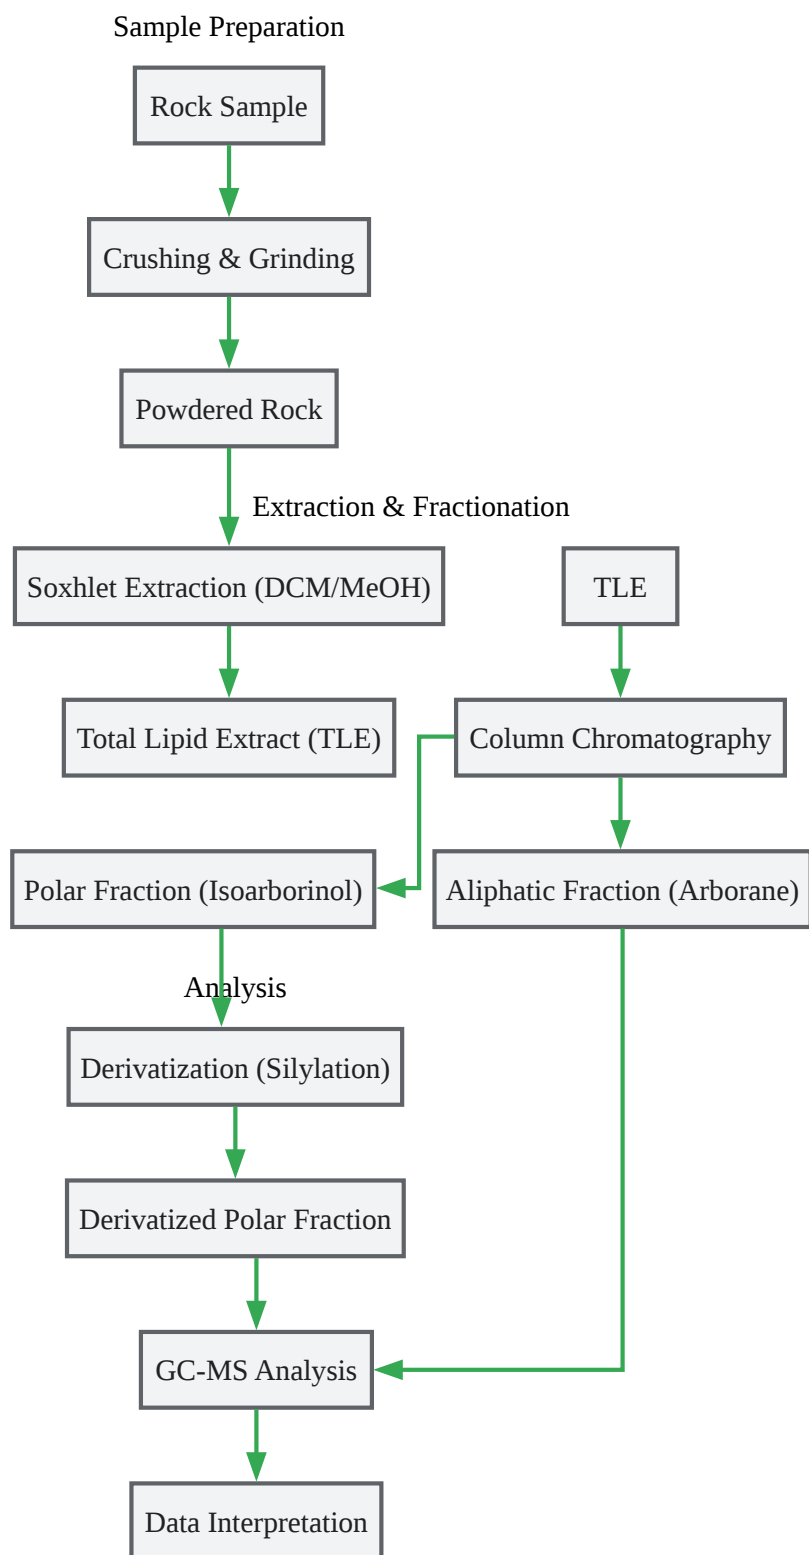 Sample Preparation
Rock Sample
Crushing & Grinding
Powdered Rock
Extraction & Fractionation
Soxhlet Extraction (DCM/MeOH)
TLE
Total Lipid Extract (TLE)
Column Chromatography
Polar Fraction (Isoarborinol)
Aliphatic Fraction (Arborane)
Analysis
Derivatization (Silylation)
Derivatized Polar Fraction
GC-MS Analysis
Data Interpretation